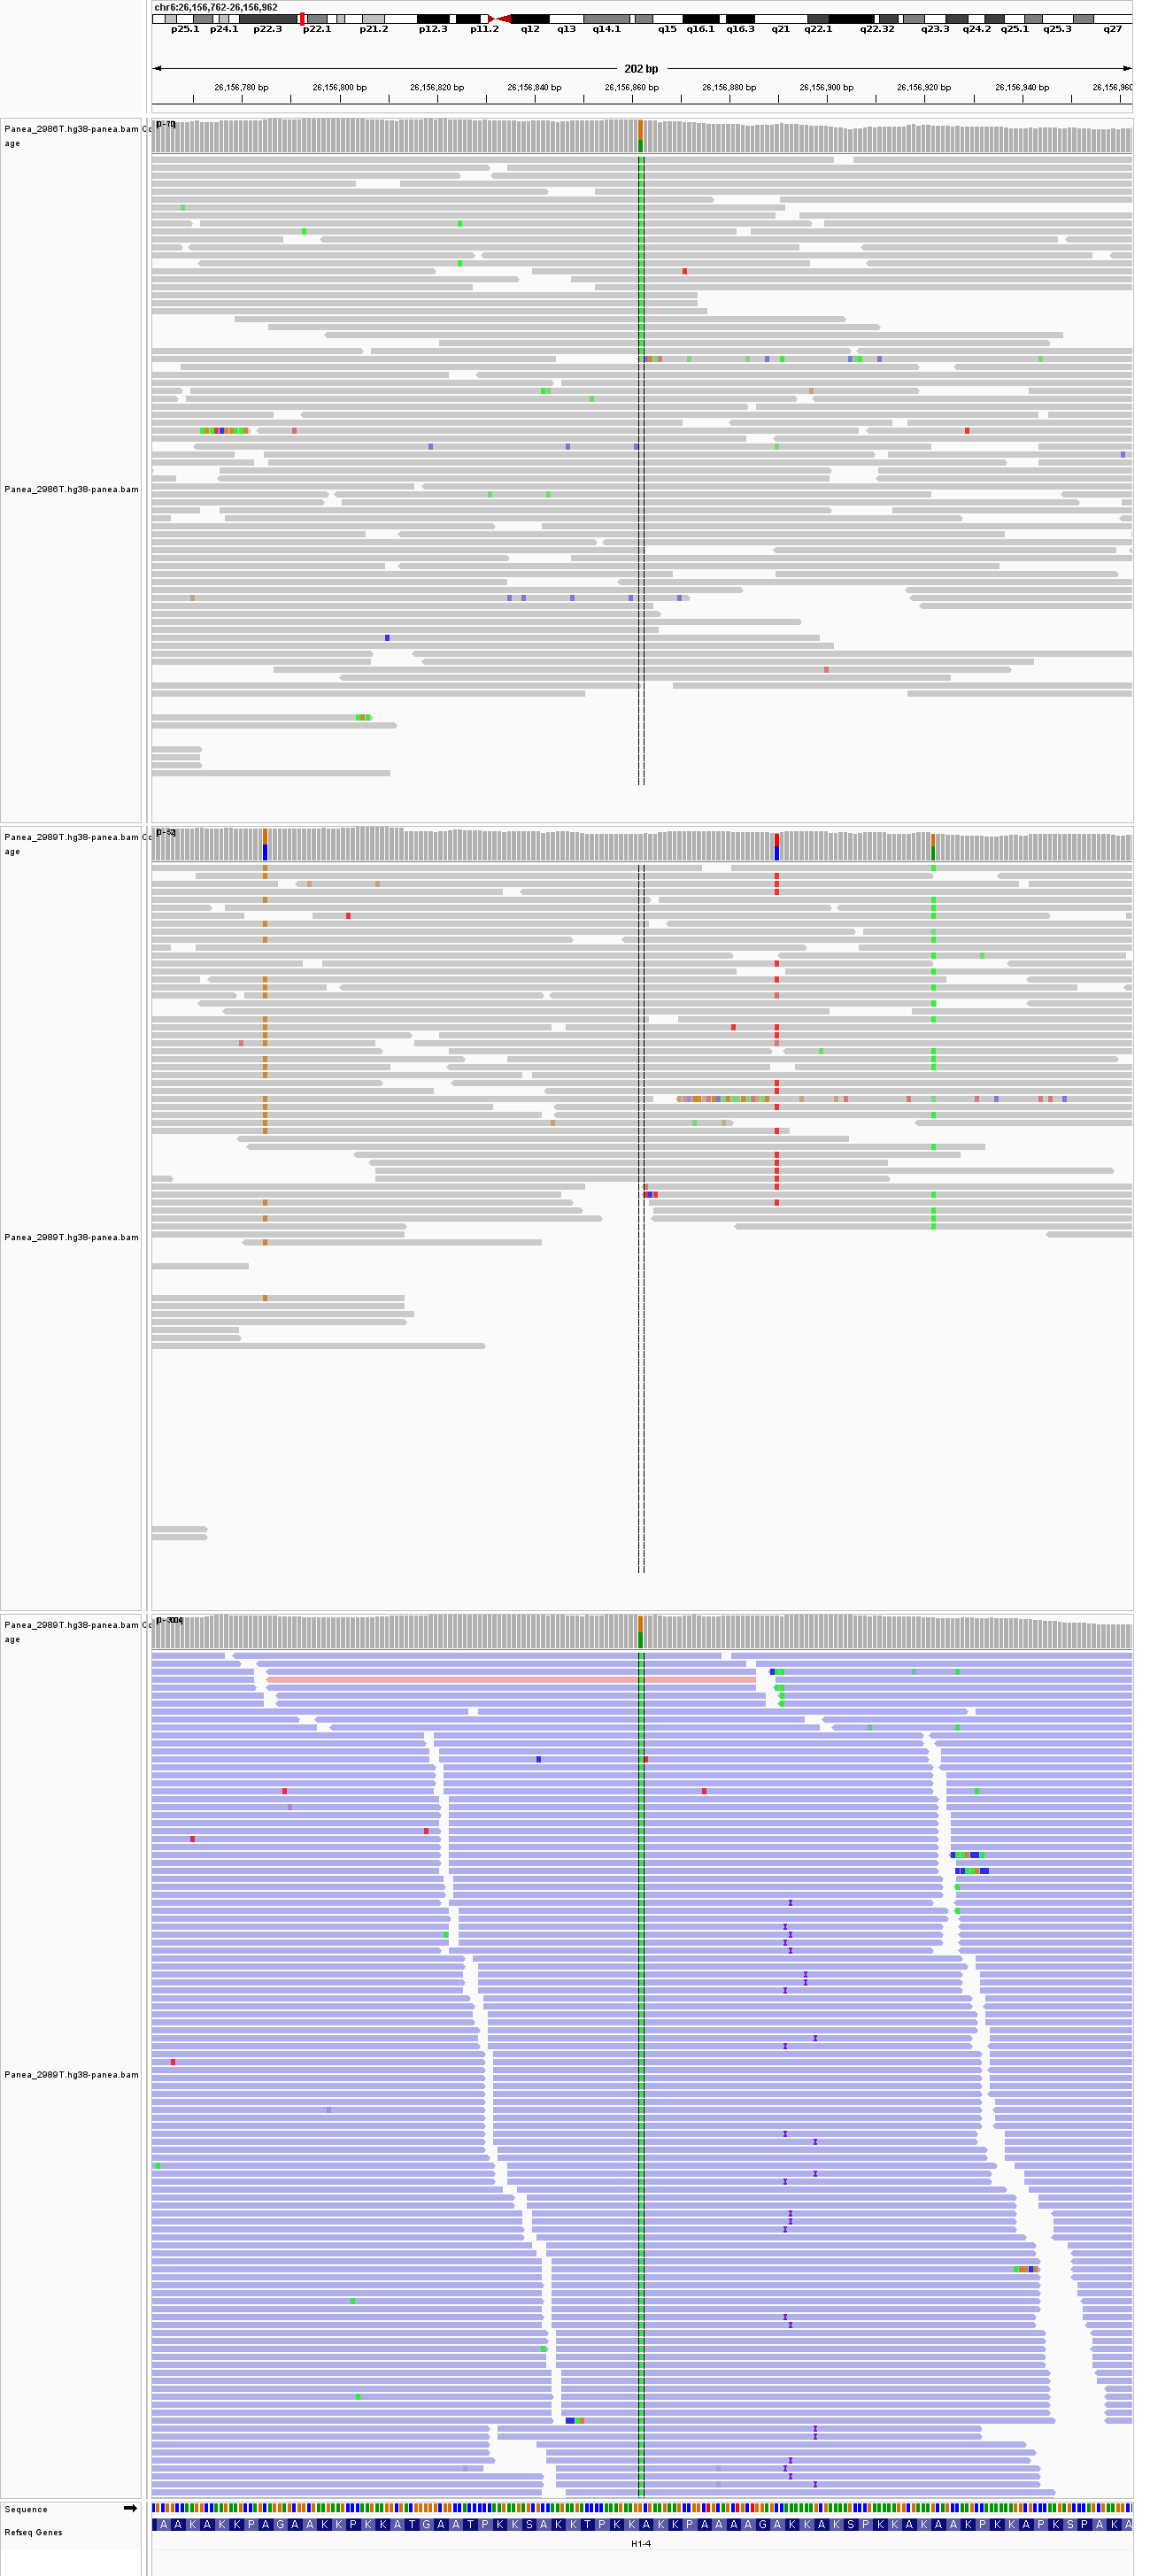 chr6:26,156,762-26,156,962
p25.1 p24.1 p22.3 p22.1 p21.2 p12.3 p11.2 q12 q13 q14.1 q15 q16.1 q16.3 q21 q22.1 q22.32 q23.3 q24.2 q25.1 q25.3 q27
202 bp
26,156,780 bp 26,156,800 bp 26,156,820 bp 26,156,840 bp 26,156,860 bp 26,156,880 bp 26,156,900 bp 26,156,920 bp 26,156,940 bp 26,156,960
Panea_2986T.hg38-panea.bam Co
age
Panea_2986T.hg38-panea.bam
Panea_2989T.hg38-panea.bam Co
age
Panea_2989T.hg38-panea.bam
Panea_2989T.hg38-panea.bam Co
age
Panea_2989T.hg38-panea.bam
Sequence
Refseq Genes
A A K A K K P A G A A K K P K K A T G A A T P K K S A K K T P K K A K K P A A A A G A K K A K S P K K A K A A K P K K A P K S P A K A
H1-4